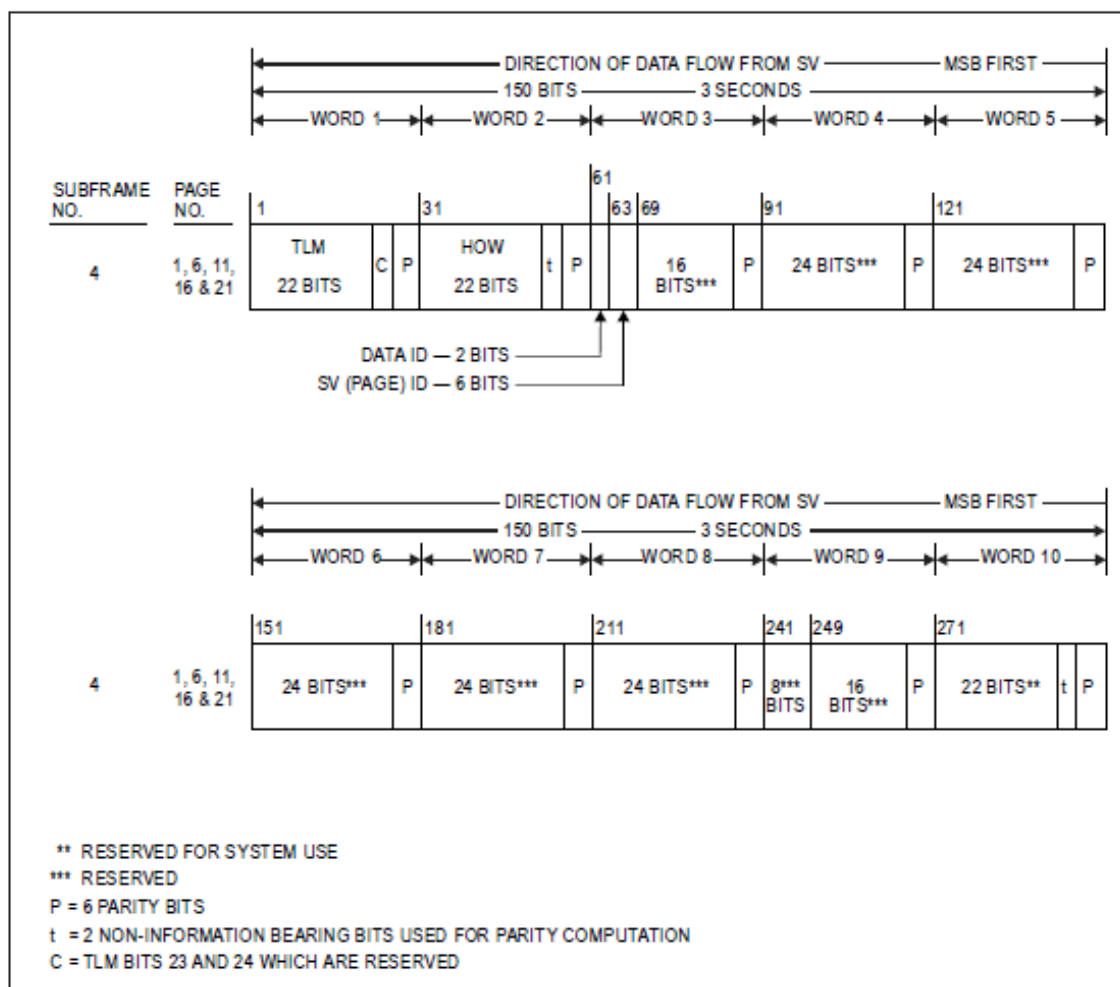 DIRECTION OF DATA FLOW FROM SV MSB FIRST
150 BITS 3 SECONDS
WORD 1 WORD 2 WORD 3 WORD 4 WORD 5
SUBFRAME NO. PAGE NO.
1 31 61 63 69 91 121
4 1, 6, 11, 16 & 21
TLM 22 BITS C P HOW 22 BITS t P 16 BITS*** P 24 BITS*** P 24 BITS*** P
DATA ID — 2 BITS
SV (PAGE) ID — 6 BITS
DIRECTION OF DATA FLOW FROM SV MSB FIRST
150 BITS 3 SECONDS
WORD 6 WORD 7 WORD 8 WORD 9 WORD 10
151 181 211 241 249 271
4 1, 6, 11, 16 & 21
24 BITS*** P 24 BITS*** P 24 BITS*** P 8*** BITS 16 BITS*** P 22 BITS** t P
** RESERVED FOR SYSTEM USE
*** RESERVED
P = 6 PARITY BITS
t = 2 NON-INFORMATION BEARING BITS USED FOR PARITY COMPUTATION
C = TLM BITS 23 AND 24 WHICH ARE RESERVED